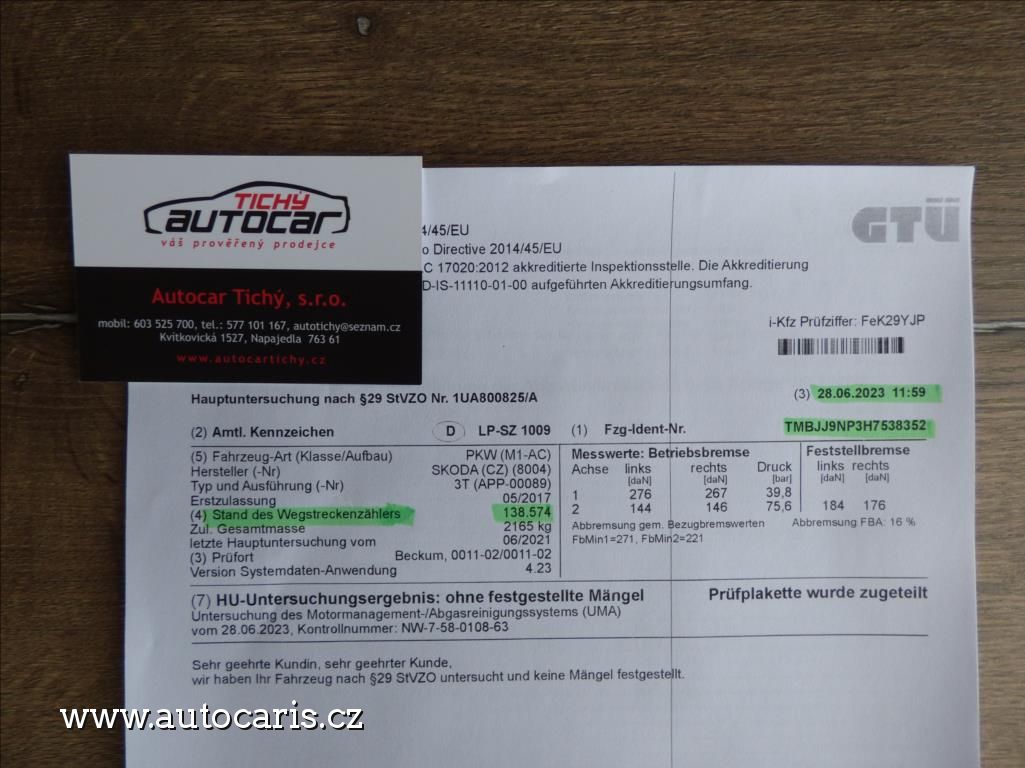 TICHÝ
AUTOCAR
váš prověřený prodejce
Autocar Tichý, s.r.o.
mobil: 603 525 700, tel.: 577 101 167, autotichy@seznam.cz
Kvítkovická 1527, Napajedla 763 61
www.autocartichy.cz
GTÜ
4/45/EU
o Directive 2014/45/EU
C 17020:2012 akkreditierte Inspektionsstelle. Die Akkreditierung
D-IS-11110-01-00 aufgeführten Akkreditierungsumfang.
i-Kfz Prüfziffer: FeK29YJP
Hauptuntersuchung nach §29 StVZO Nr. 1UA800825/A (3) 28.06.2023 11:59
(2) Amtl. Kennzeichen D LP-SZ 1009 (1) Fzg-Ident-Nr. TMBJJ9NP3H7538352
(5) Fahrzeug-Art (Klasse/Aufbau) PKW (M1-AC)
Hersteller (-Nr) SKODA (CZ) (8004)
Typ und Ausführung (-Nr) 3T (APP-00089)
Erstzulassung 05/2017
(4) Stand des Wegstreckenzählers 138.574
Zul. Gesamtmasse 2165 kg
letzte Hauptuntersuchung vom 06/2021
(3) Prüfort Beckum, 0011-02/0011-02
Version Systemdaten-Anwendung 4.23
Messwerte: Betriebsbremse Feststellbremse
Achse links rechts Druck links rechts
[daN] [daN] [bar] [daN] [daN]
1 276 267 39,8
2 144 146 75,6 184 176
Abbremsung gem. Bezugbremswerten Abbremsung FBA: 16 %
FbMin1=271, FbMin2=221
(7) HU-Untersuchungsergebnis: ohne festgestellte Mängel Prüfplakette wurde zugeteilt
Untersuchung des Motormanagement-/Abgasreinigungssystems (UMA)
vom 28.06.2023, Kontrollnummer: NW-7-58-0108-63
Sehr geehrte Kundin, sehr geehrter Kunde,
wir haben Ihr Fahrzeug nach §29 StVZO untersucht und keine Mängel festgestellt.
www.autocaris.cz